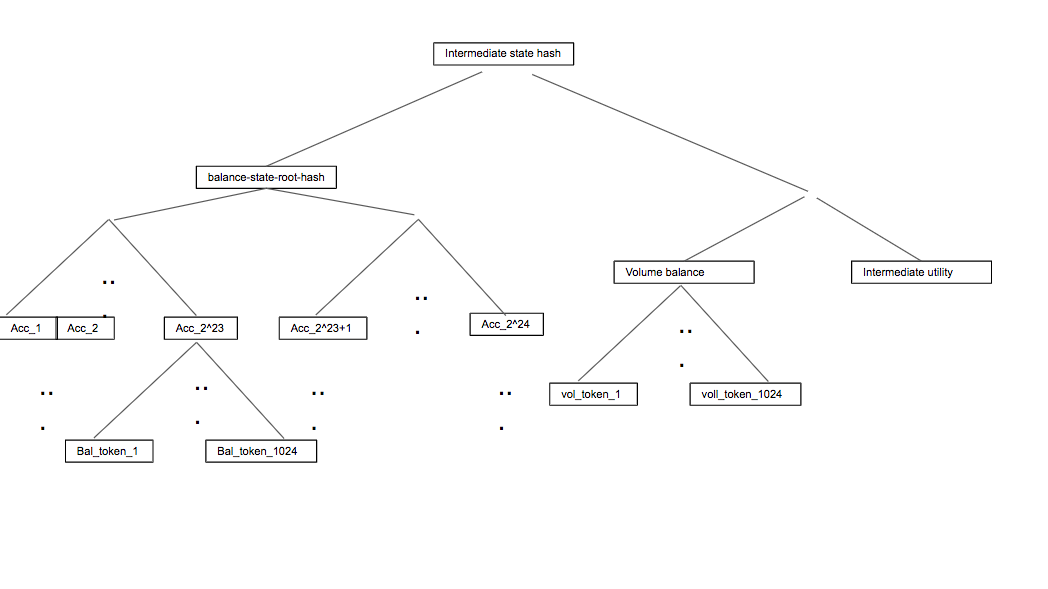 Intermediate state hash
balance-state-root-hash
Volume balance
Intermediate utility
..
..
.
Acc_1
Acc_2
Acc_2^23
Acc_2^23+1
.
Acc_2^24
..
.
..
.
..
.
..
.
..
.
vol_token_1
voll_token_1024
Bal_token_1
Bal_token_1024